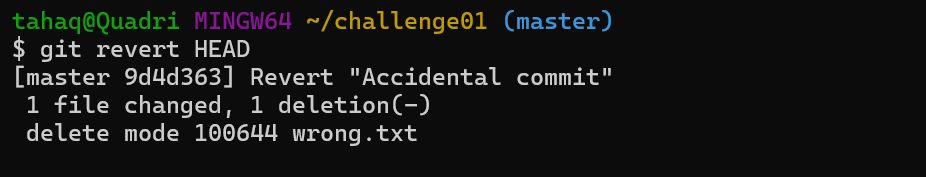 tahaq@Quadri MINGW64 ~/challenge01 (master)
$ git revert HEAD
[master 9d4d363] Revert "Accidental commit"
 1 file changed, 1 deletion(-)
 delete mode 100644 wrong.txt